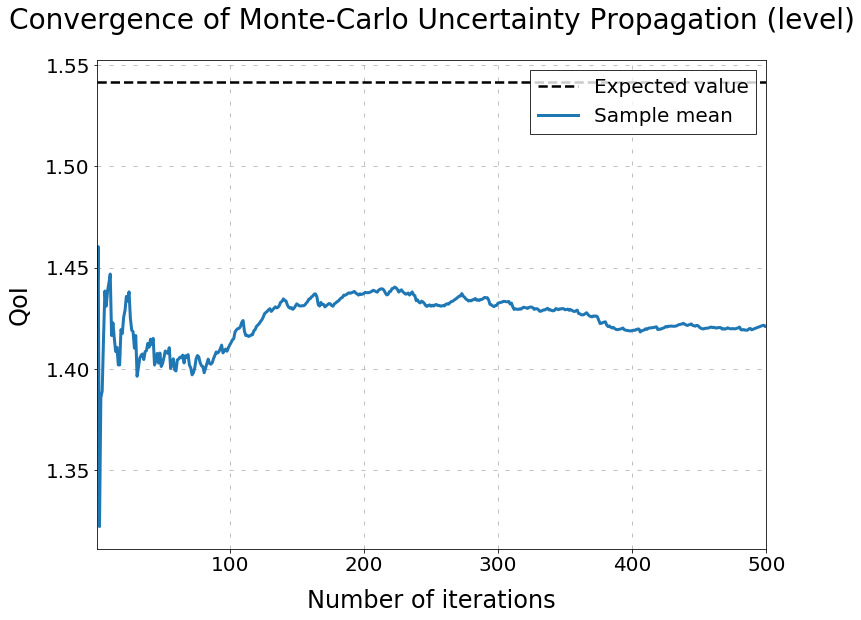 Convergence of Monte-Carlo Uncertainty Propagation (level)
1.55
1.50
1.45
1.40
1.35
QoI
Expected value
Sample mean
100 200 300 400 500
Number of iterations